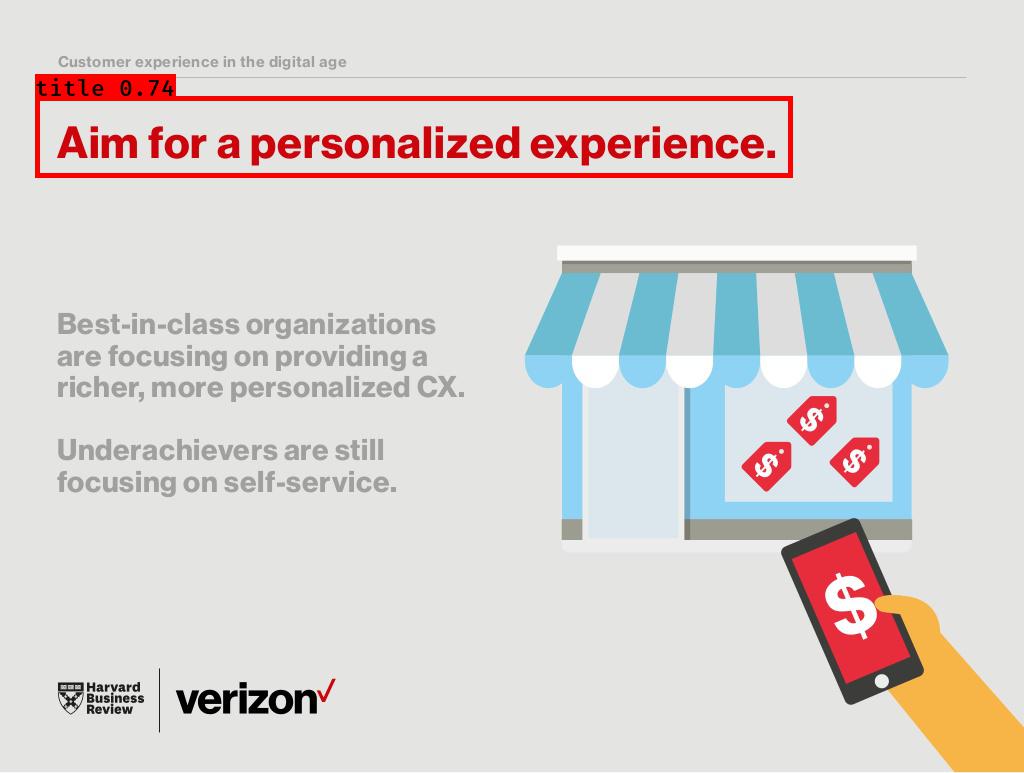 Customer experience in the digital age
title 0.74
Aim for a personalized experience.
Best-in-class organizations
are focusing on providing a
richer, more personalized CX.
Underachievers are still
focusing on self-service.
$
$
$
$
Harvard
Business
Review
verizon✓